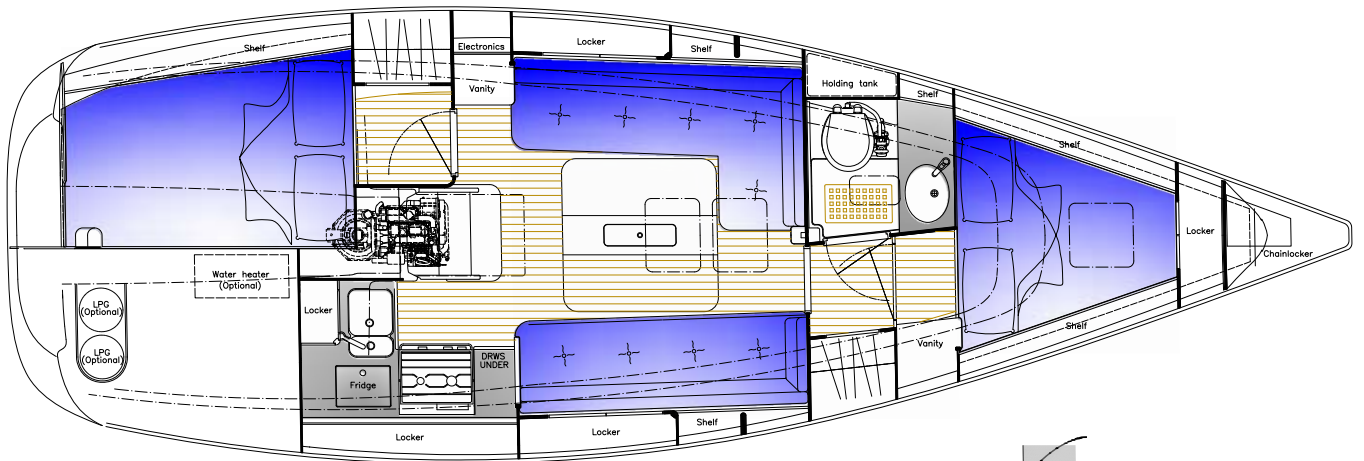 Shelf
Electronics
Vanity
Locker
Shelf
Holding tank
Shelf
Shelf
Locker
Chainlocker
Water heater
(Optional)
LPG
(Optional)
LPG
(Optional)
Locker
Fridge
DRWS
UNDER
Locker
Locker
Shelf
Vanity
Shelf